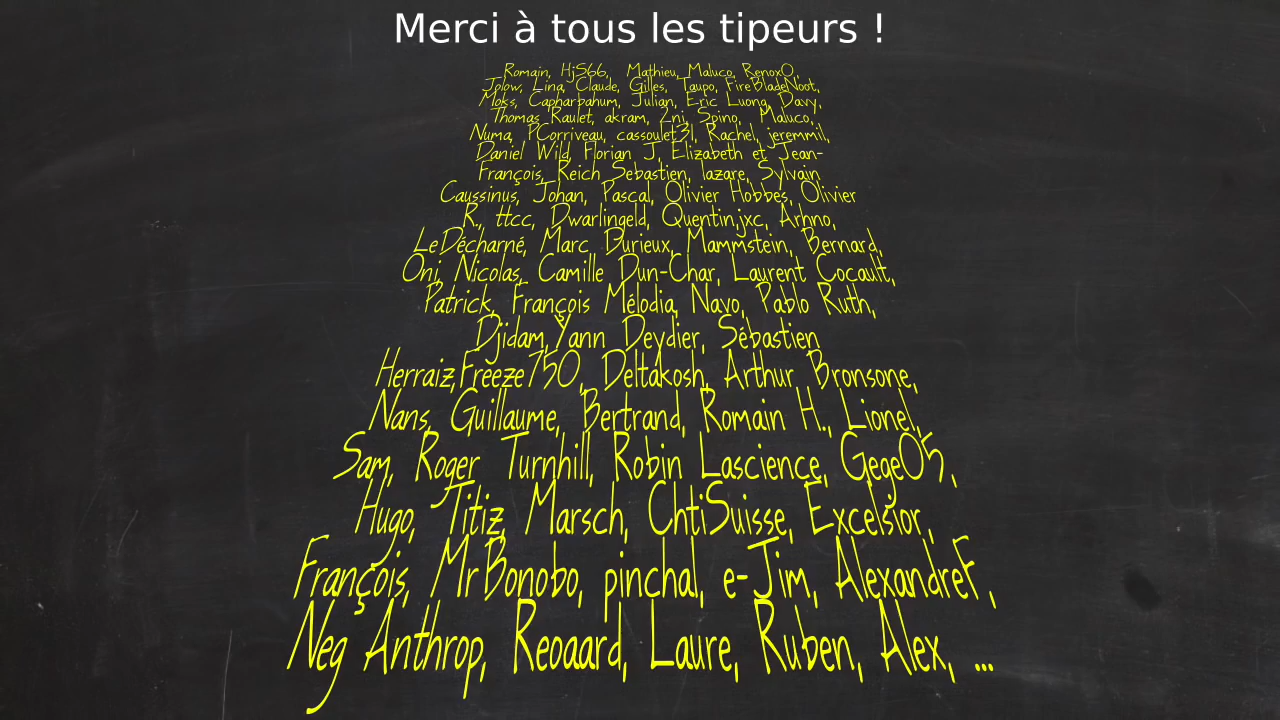 Merci à tous les tipeurs !
Romain, HjS66, Mathieu, Maluco, RenoxO,
Jolow, Lina, Claude, Gilles, Taupo, FireBladeNoot,
Moks, Capharbahum, Julian, Eric Luong, Davy,
Thomas Raulet, akram, Zni, Spino, Maluco,
Numa, PCorriveau, cassoulet31, Rachel, jeremmil,
Daniel Wild, Florian J, Elizabeth et Jean-
François, Reich Sebastien, lazare, Sylvain
Caussinus, Johan, Pascal, Olivier Hobbes, Olivier
R., ttcc, Dwarlingeld, Quentin,jxc, Arhno,
LeDécharné, Marc Durieux, Mammstein, Bernard,
Oni, Nicolas, Camille Dun-Char, Laurent Cocault,
Patrick, François Mélodia, Navo, Pablo Ruth,
Djidam,Yann Deydier, Sébastien
Herraiz,Freeze750, Deltakosh, Arthur Bronsone,
Nans, Guillaume, Bertrand, Romain H., Lionel,
Sam, Roger Turnhill, Robin Lascience, Gege05,
Hugo, Titiz, Marsch, ChtiSuisse, Excelsior,
François, MrBonobo, pinchal, e-Jim, AlexandreF,
Neg Anthrop, Reoaard, Laure, Ruben, Alex, ...